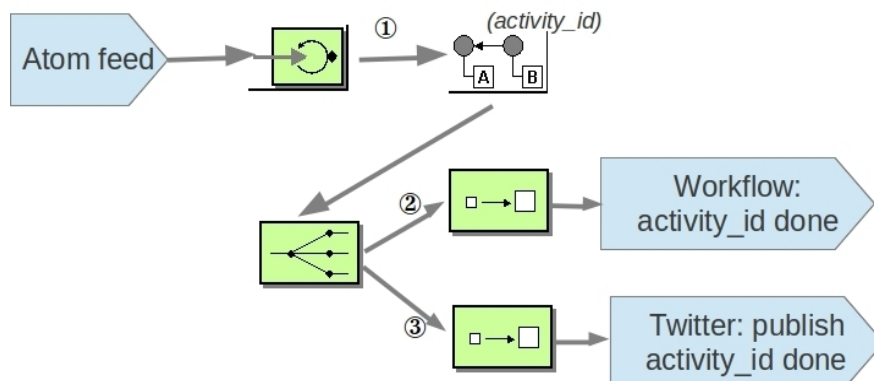 ①
(activity_id)
Atom feed
A
B
②
Workflow:
activity_id done
③
Twitter: publish
activity_id done